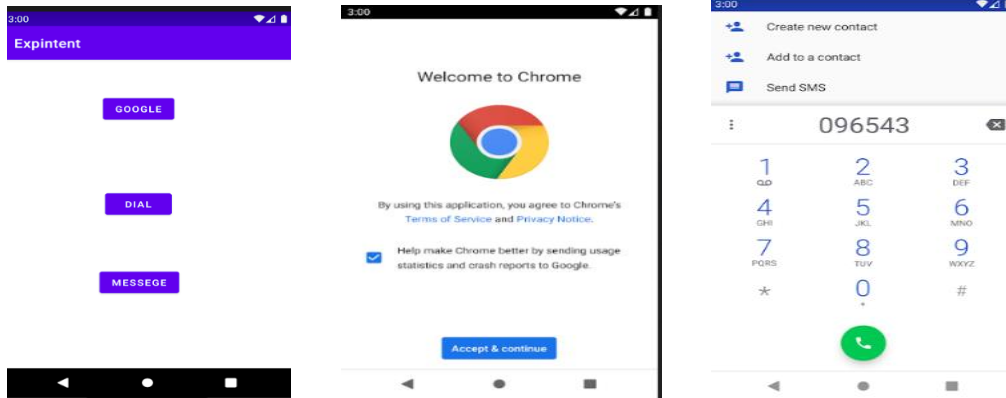 3:00
Expintent
GOOGLE
DIAL
MESSEGE
3:00
Welcome to Chrome
By using this application, you agree to Chrome's
Terms of Service and Privacy Notice.
Help make Chrome better by sending usage
statistics and crash reports to Google.
Accept & continue
3:00
Create new contact
Add to a contact
Send SMS
096543
1 2 3
ABC DEF
4 5 6
GHI JKL MNO
7 8 9
PQRS TUV WXYZ
* 0 #
+